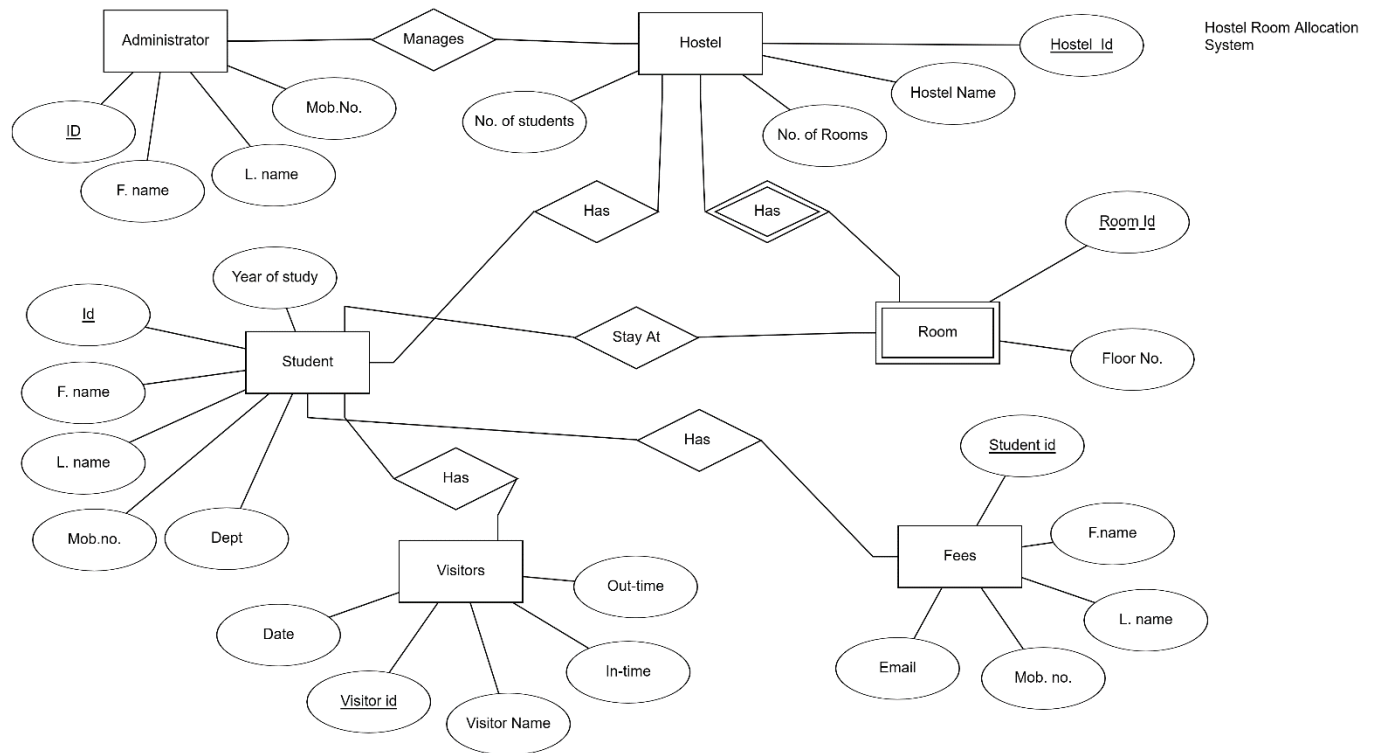 Administrator
Manages
Hostel
Hostel Id
Hostel Room Allocation
System
Mob.No.
No. of students
Hostel Name
No. of Rooms
ID
F. name
L. name
Has
Has
Room Id
Year of study
Id
Student
Stay At
Room
Floor No.
F. name
L. name
Mob.no.
Dept
Has
Has
Student id
F.name
Visitors
Fees
Out-time
Date
In-time
L. name
Email
Mob. no.
Visitor id
Visitor Name